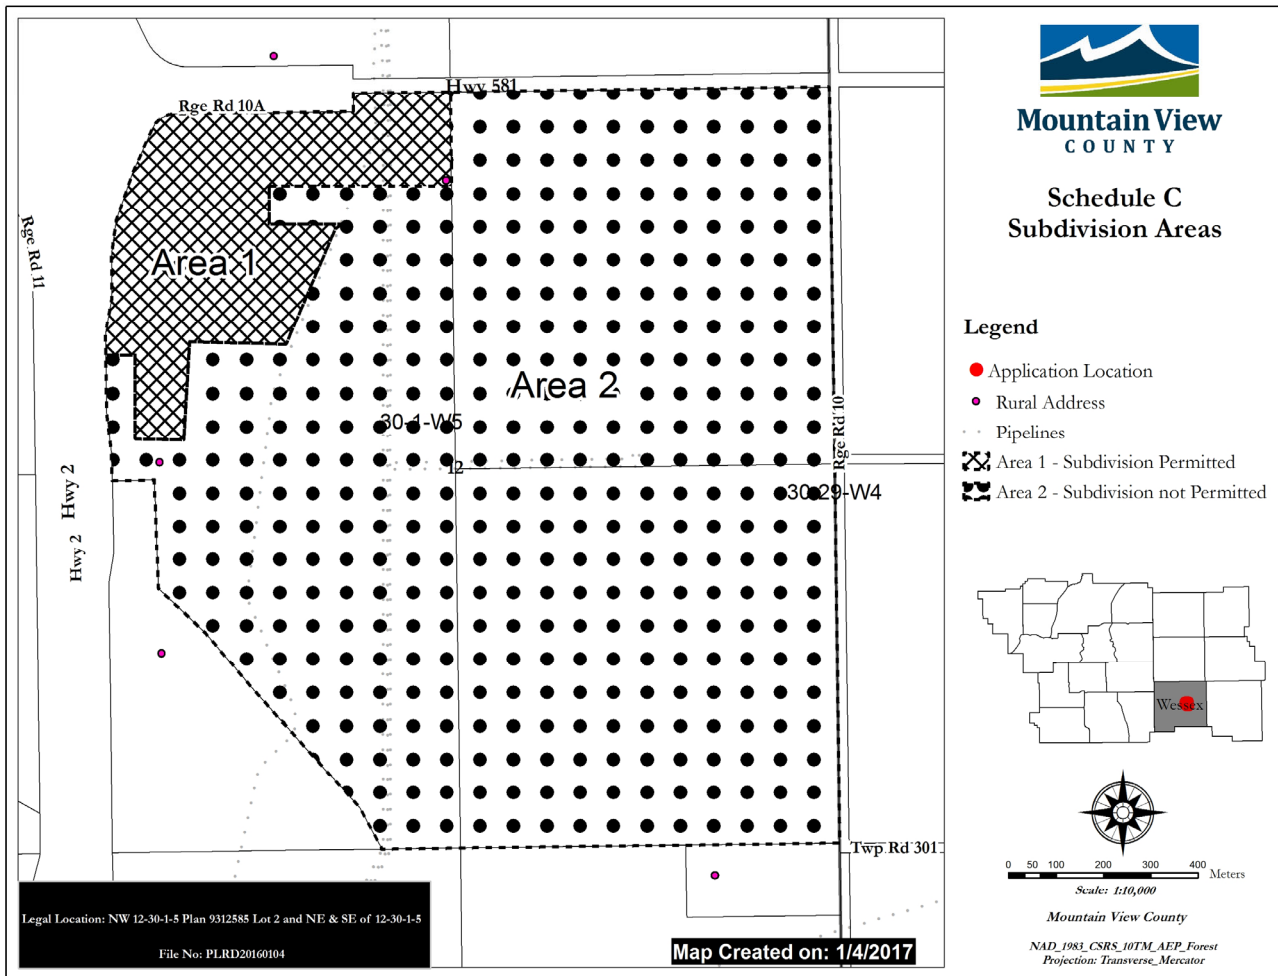 Hwy 581
Rge Rd 10A
Rge Rd 11
Area 1
Area 2
30-1-W5
12
Rge Rd 10
30-29-W4
Hwy 2
Hwy 2
Twp Rd 301
Legal Location: NW 12-30-1-5 Plan 9312585 Lot 2 and NE & SE of 12-30-1-5
File No: PLRD20160104
Map Created on: 1/4/2017
Mountain View
COUNTY
Schedule C
Subdivision Areas
Legend
Application Location
Rural Address
Pipelines
Area 1 - Subdivision Permitted
Area 2 - Subdivision not Permitted
Wessex
0 50 100 200 300 400
Meters
Scale: 1:10,000
Mountain View County
NAD_1983_CSRS_10TM_AEP_Forest
Projection: Transverse_Mercator